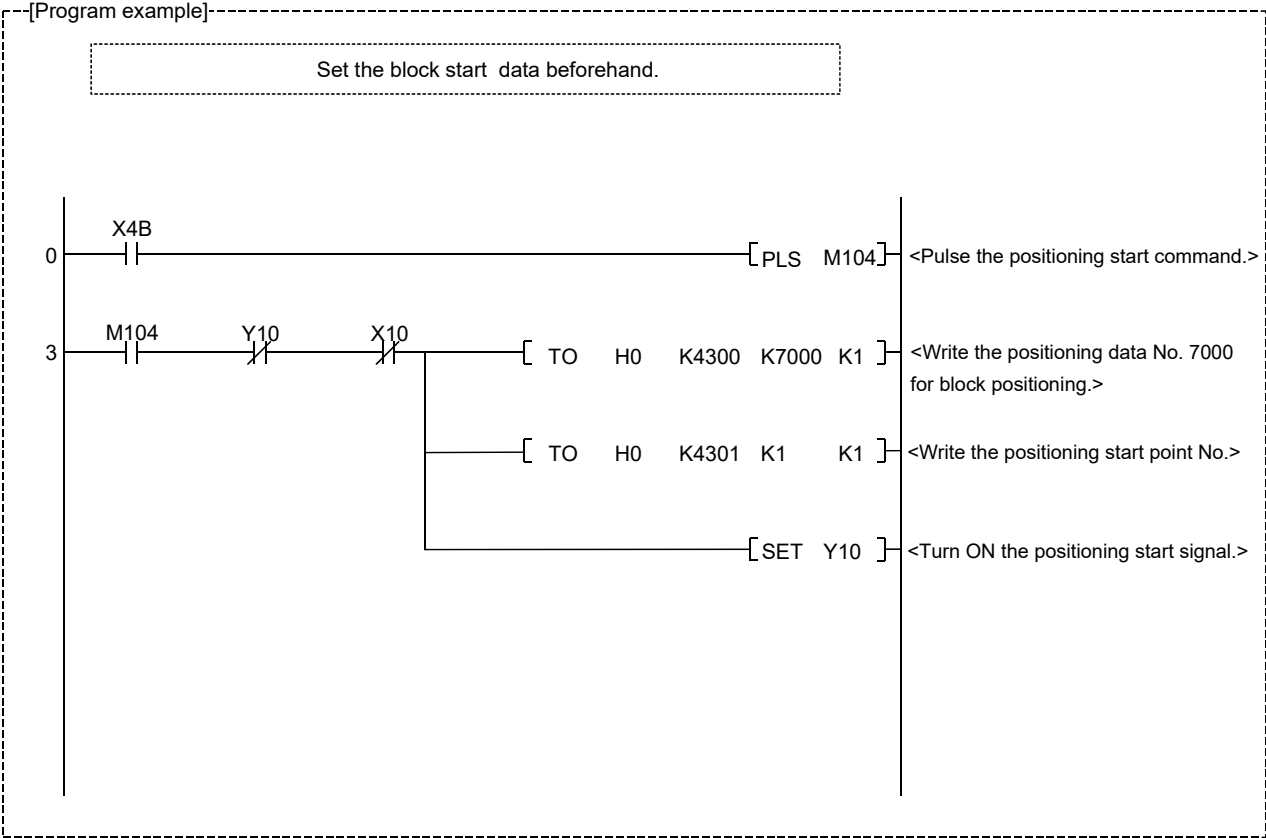 [Program example]
Set the block start data beforehand.
X4B
0 PLS M104 <Pulse the positioning start command.>
M104 Y10 X10
3 TO H0 K4300 K7000 K1 <Write the positioning data No. 7000
for block positioning.>
TO H0 K4301 K1 K1 <Write the positioning start point No.>
SET Y10 <Turn ON the positioning start signal.>